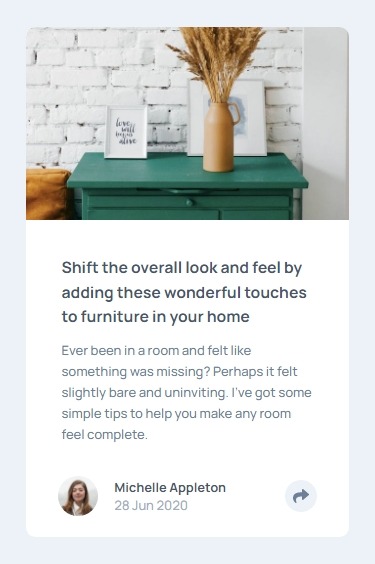 love
will
keep us
alive
Shift the overall look and feel by
adding these wonderful touches
to furniture in your home
Ever been in a room and felt like
something was missing? Perhaps it felt
slightly bare and uninviting. I've got some
simple tips to help you make any room
feel complete.
Michelle Appleton
28 Jun 2020